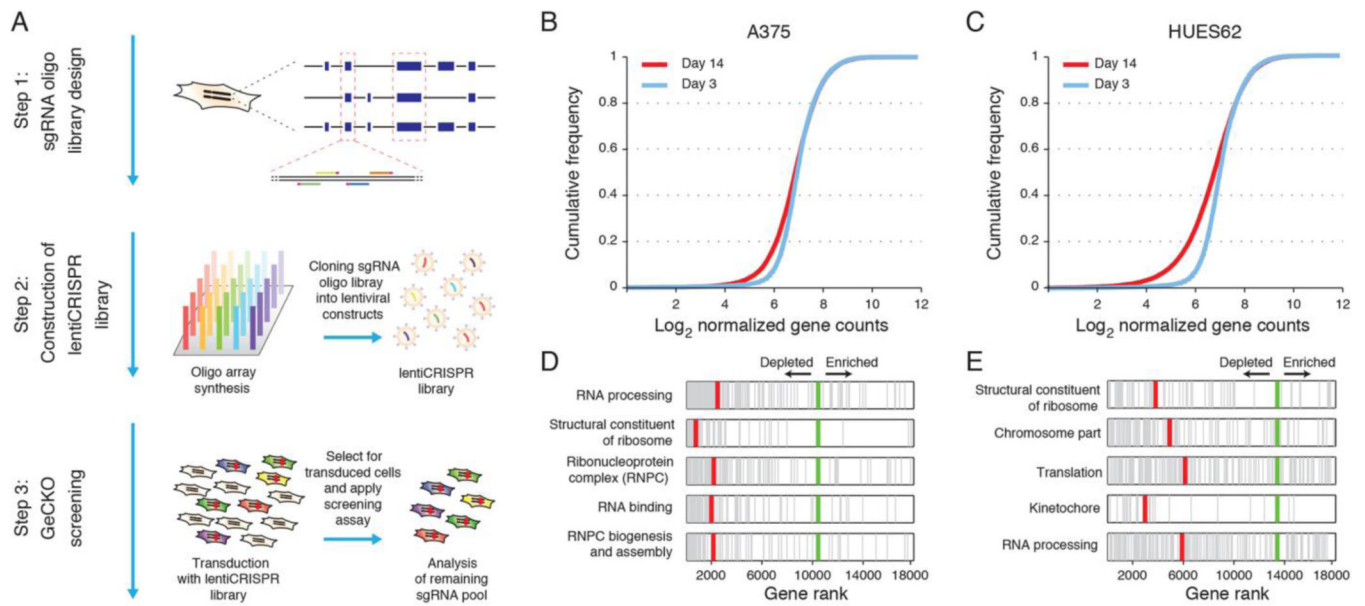 A
Step 1:
sgRNA oligo
library design
Step 2:
Construction of
lentiCRISPR
library
Oligo array
synthesis
Cloning sgRNA
oligo libray
into lentiviral
constructs
lentiCRISPR
library
Step 3:
GeCKO
screening
Transduction
with lentiCRISPR
library
Select for
transduced cells
and apply
screening
assay
Analysis
of remaining
sgRNA pool
B
A375
Cumulative frequency
1
0.8
0.6
0.4
0.2
0
Day 14
Day 3
2 4 6 8 10 12
Log2 normalized gene counts
C
HUES62
Cumulative frequency
1
0.8
0.6
0.4
0.2
0
Day 14
Day 3
2 4 6 8 10 12
Log2 normalized gene counts
D
Depleted Enriched
RNA processing
Structural constituent
of ribosome
Ribonucleoprotein
complex (RNPC)
RNA binding
RNPC biogenesis
and assembly
2000 6000 10000 14000 18000
Gene rank
E
Depleted Enriched
Structural constituent
of ribosome
Chromosome part
Translation
Kinetochore
RNA processing
2000 6000 10000 14000 18000
Gene rank